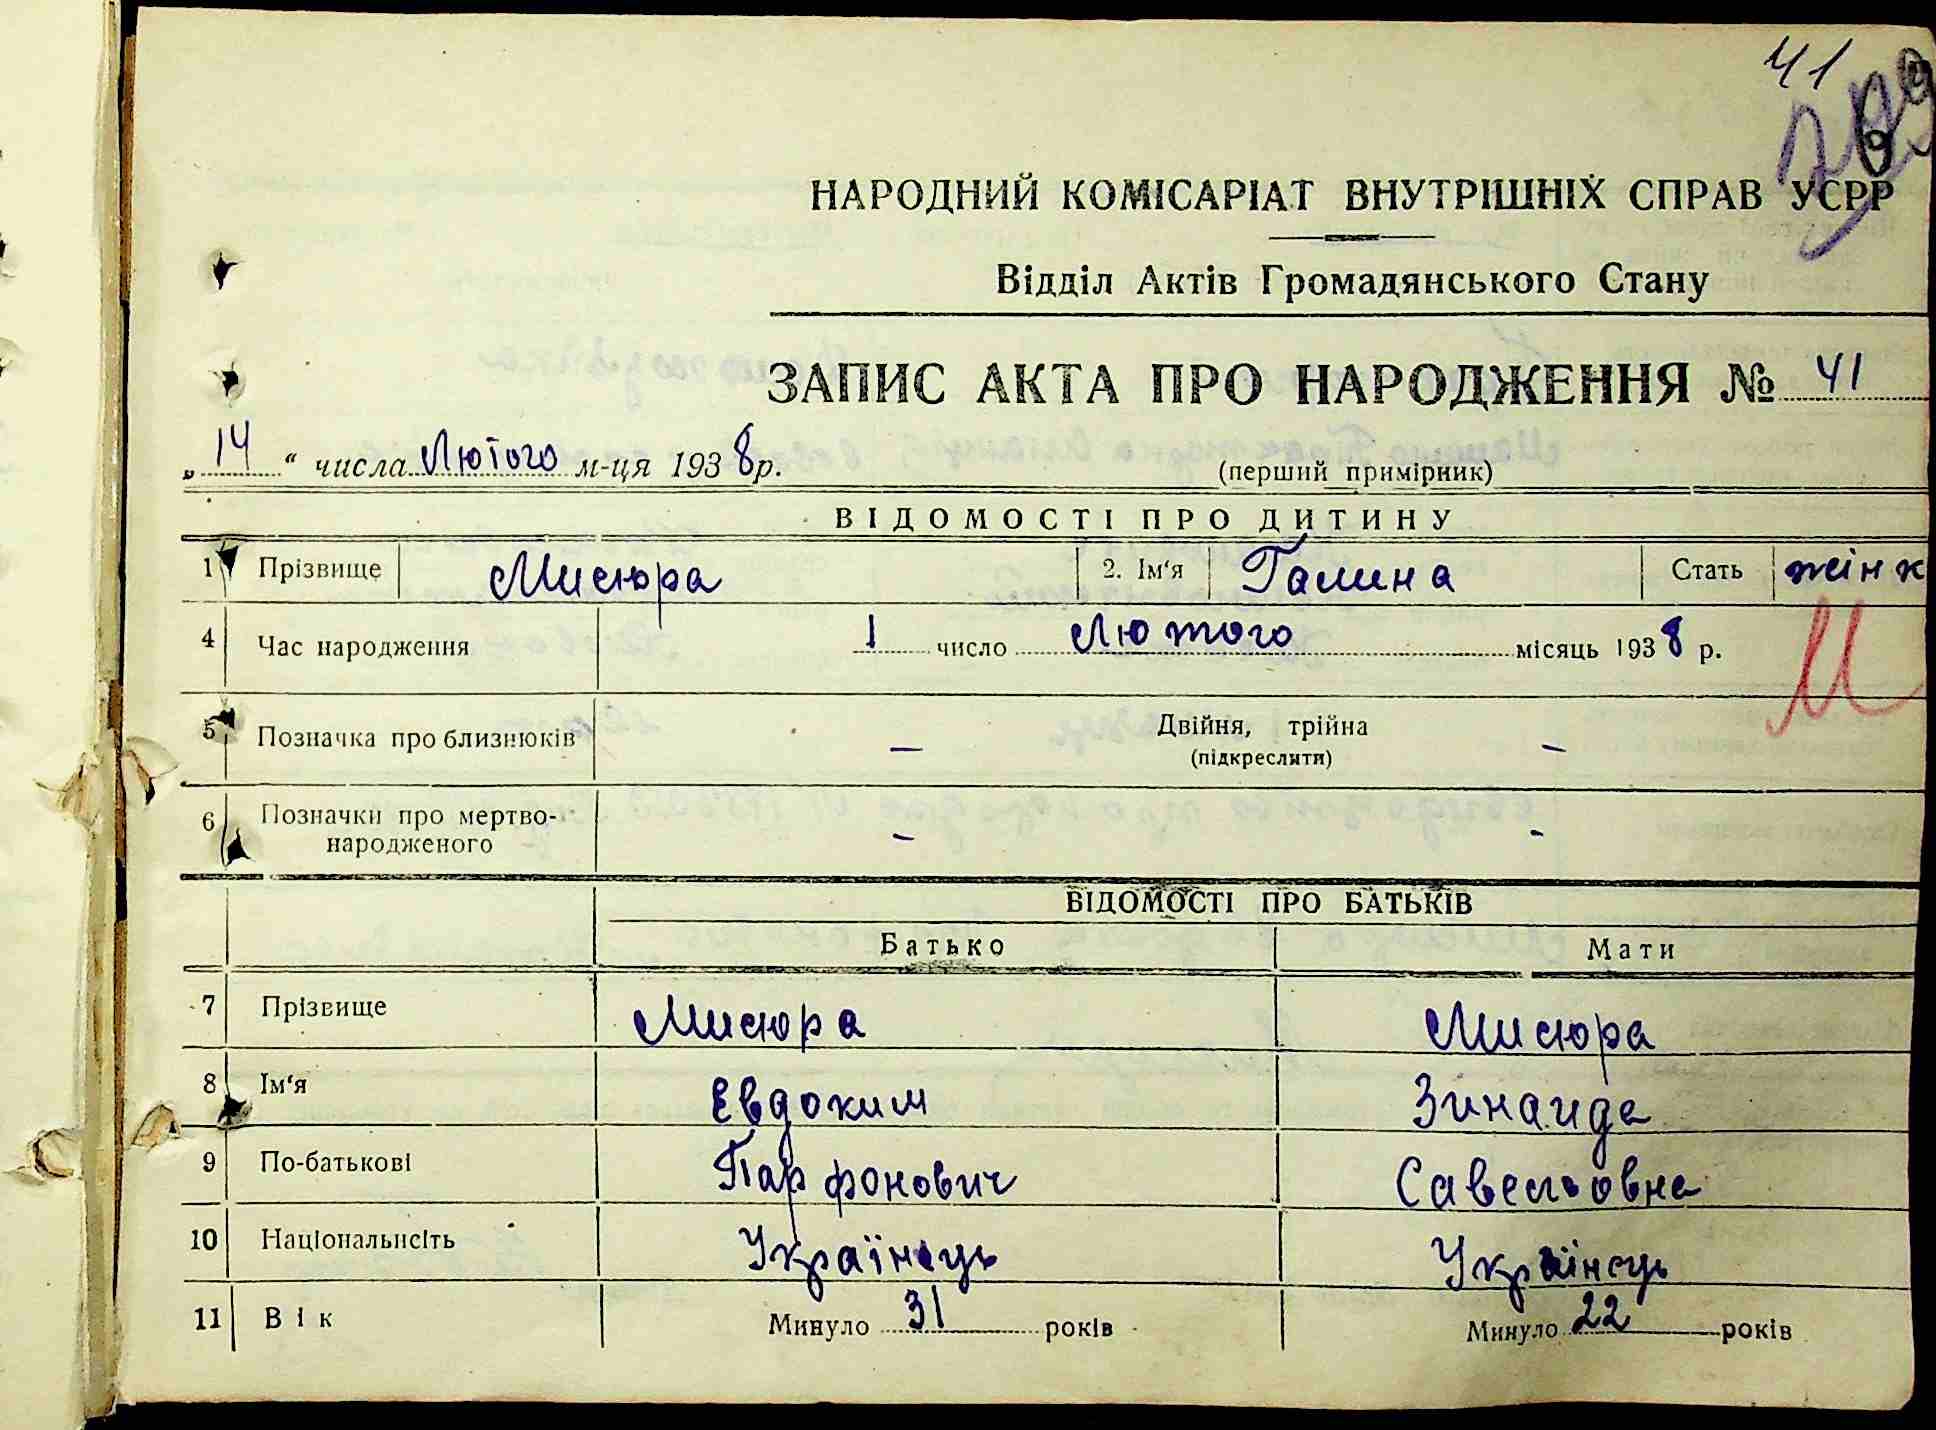 41
НАРОДНИЙ КОМІСАРІАТ ВНУТРІШНІХ СПРАВ УСРР
Відділ Актів Громадянського Стану
ЗАПИС АКТА ПРО НАРОДЖЕННЯ № 41
„14“ числа Лютого м-ця 1938р.
(перший примірник)
ВІДОМОСТІ ПРО ДИТИНУ
1 Прізвище Мисюра 2. Ім‘я Галина Стать жінк
4 Час народження 1 число Лютого місяць 1938 р.
М
5 Позначка про близнюків — Двійня, трійна —
(підкреслити)
6 Позначки про мертво-
народженого – -
ВІДОМОСТІ ПРО БАТЬКІВ
Батько Мати
7 Прізвище Мисюра Мисюра
8 Ім‘я Евдоким Зинаида
9 По-батькові Парфонович Савельовна
10 Національнсіть Українець Українець
11 Вік Минуло 31 років Минуло 22 років